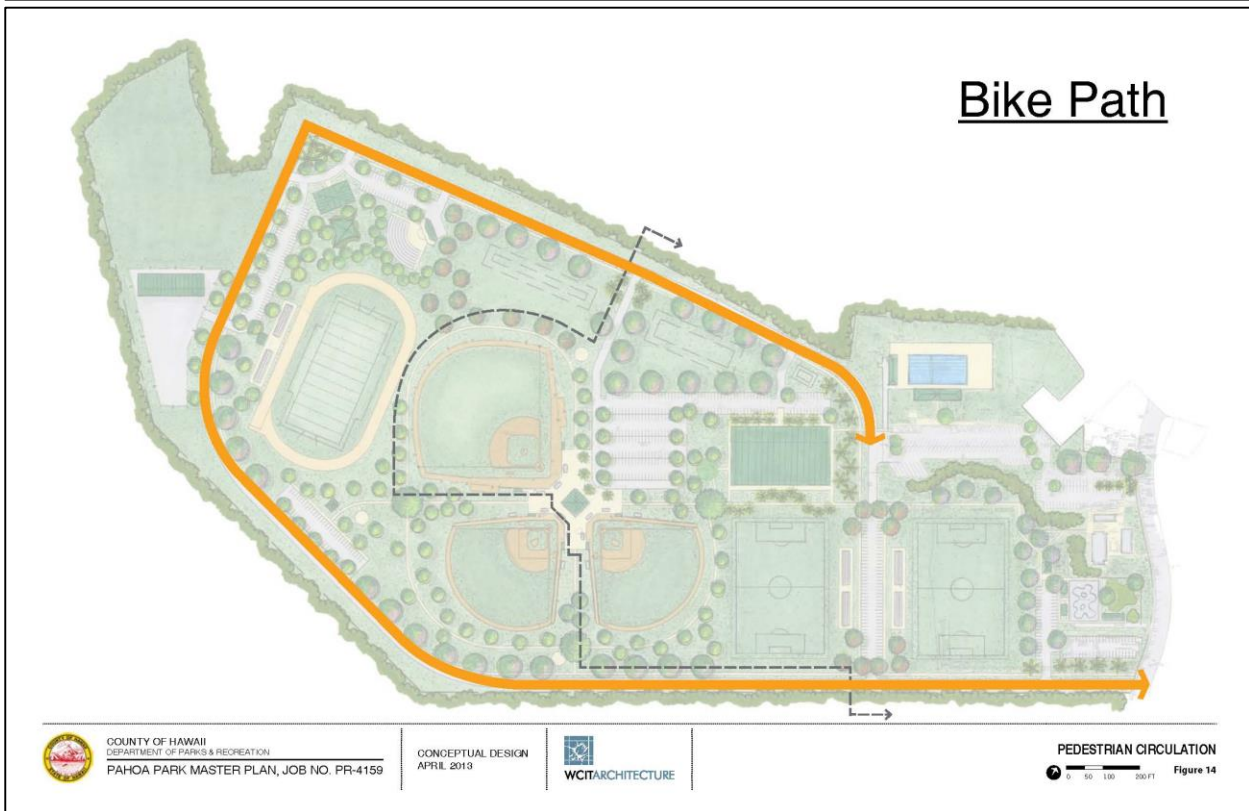 Bike Path
COUNTY OF HAWAII
DEPARTMENT OF PARKS & RECREATION
PAHOA PARK MASTER PLAN, JOB NO. PR-4159
CONCEPTUAL DESIGN
APRIL 2013
WCITARCHITECTURE
PEDESTRIAN CIRCULATION
0 50 100 200 FT
Figure 14